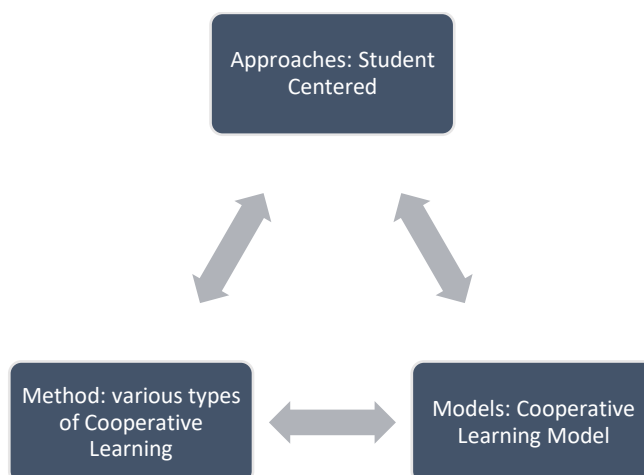 Approaches: Student
Centered
Method: various types
of Cooperative
Learning
Models: Cooperative
Learning Model